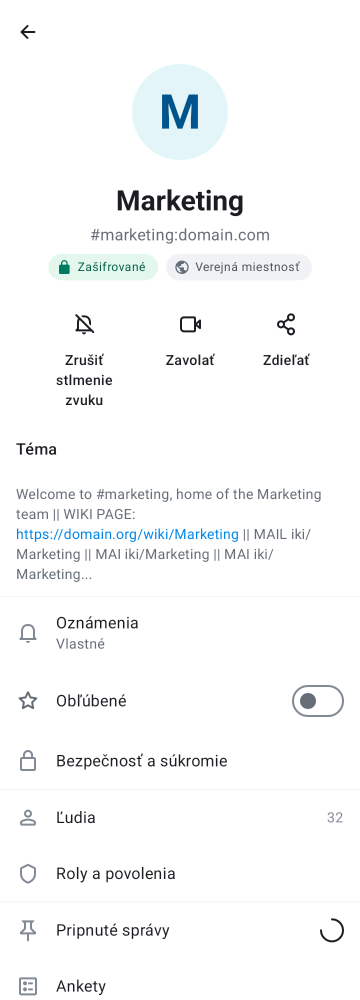 M
Marketing
#marketing:domain.com
Zašifrované
Verejná miestnosť
Zrušiť
stlmenie
zvuku
Zavolať
Zdieľať
Téma
Welcome to #marketing, home of the Marketing
team || WIKI PAGE:
https://domain.org/wiki/Marketing || MAIL iki/
Marketing || MAI iki/Marketing || MAI iki/
Marketing...
Oznámenia
Vlastné
Obľúbené
Bezpečnosť a súkromie
Ľudia
32
Roly a povolenia
Pripnuté správy
Ankety